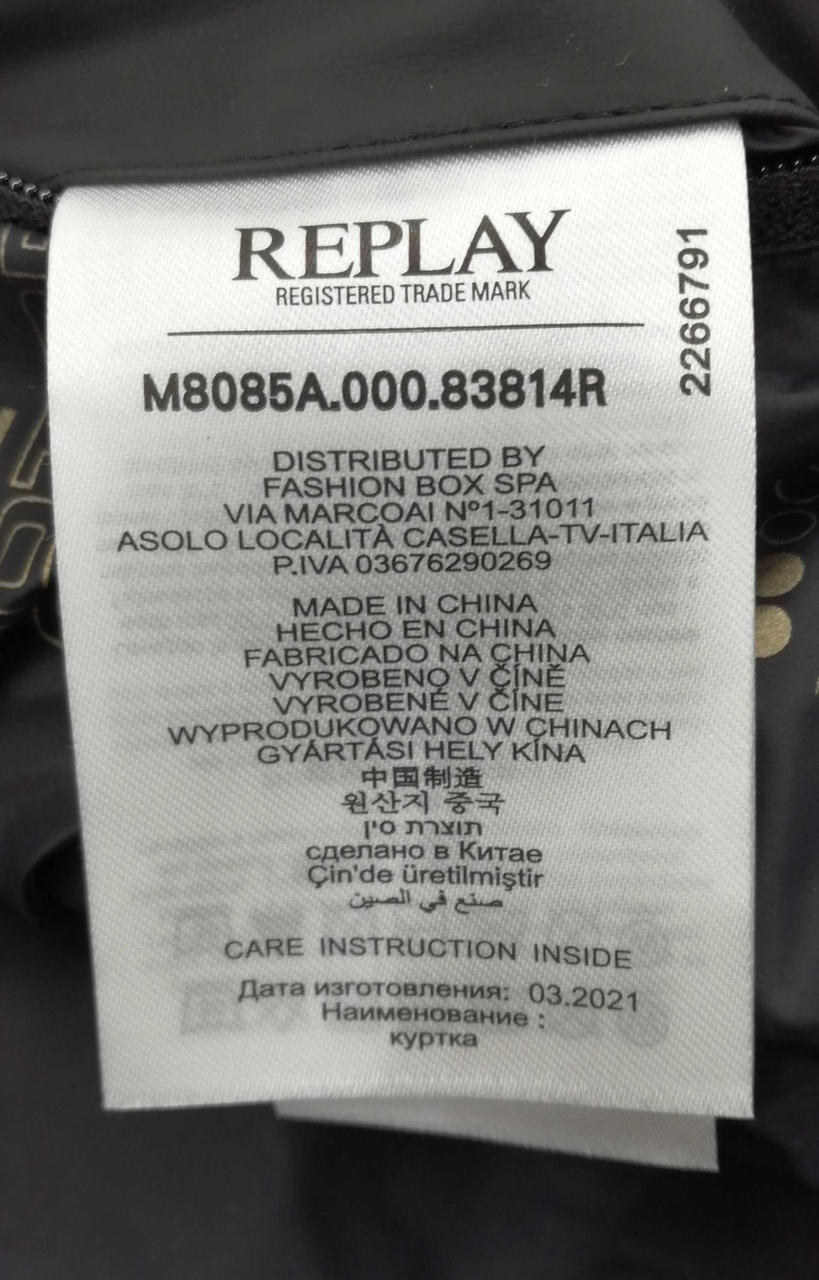 REPLAY
REGISTERED TRADE MARK
2266791
M8085A.000.83814R
DISTRIBUTED BY
FASHION BOX SPA
VIA MARCOAI Nº1-31011
ASOLO LOCALITÀ CASELLA-TV-ITALIA
P.IVA 03676290269
MADE IN CHINA
HECHO EN CHINA
FABRICADO NA CHINA
VYROBENO V ČÍNĚ
VYROBENÉ V ČÍNE
WYPRODUKOWANO W CHINACH
GYÁRTÁSI HELY KÍNA
中国制造
원산지 중국
תוצרת סין
сделано в Китае
Çin'de üretilmiştir
صنع في الصين
CARE INSTRUCTION INSIDE
Дата изготовления: 03.2021
Наименование :
куртка